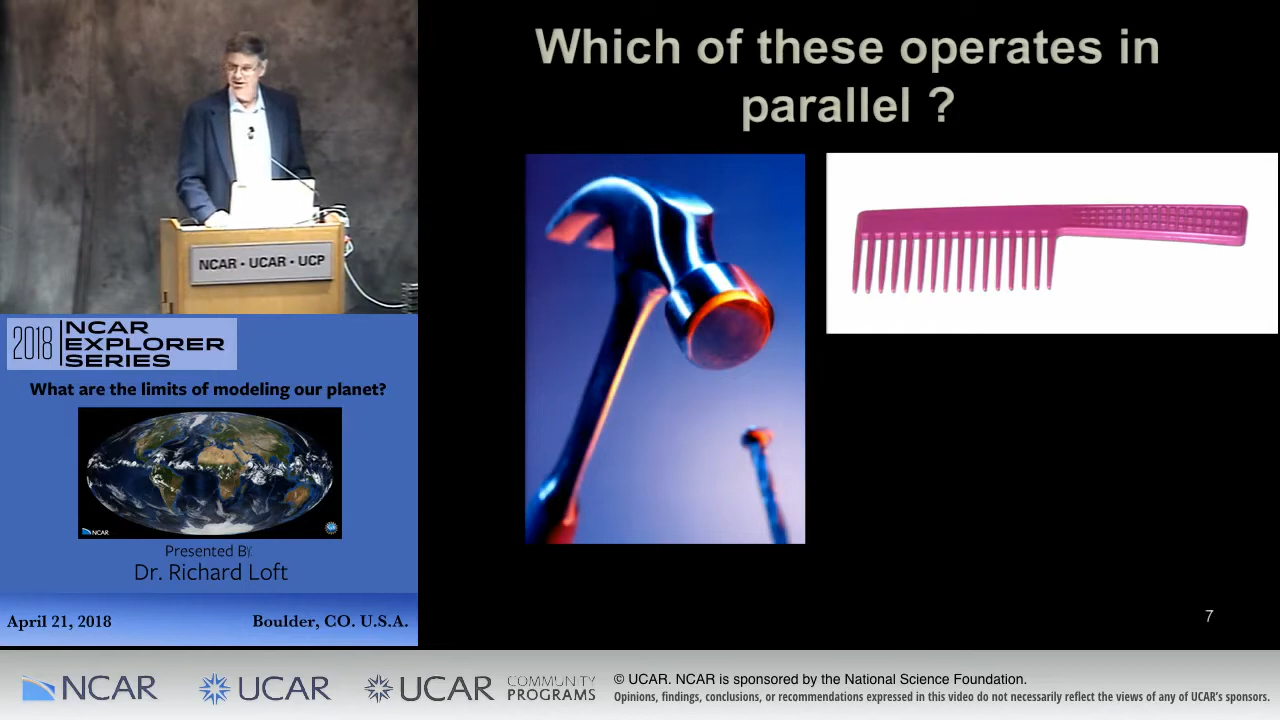 Which of these operates in
parallel ?
NCAR • UCAR • UCP
2018 NCAR
EXPLORER
SERIES
What are the limits of modeling our planet?
NCAR
Presented By:
Dr. Richard Loft
April 21, 2018 Boulder, CO. U.S.A.
7
NCAR UCAR UCAR COMMUNITY
PROGRAMS
© UCAR. NCAR is sponsored by the National Science Foundation.
Opinions, findings, conclusions, or recommendations expressed in this video do not necessarily reflect the views of any of UCAR's sponsors.